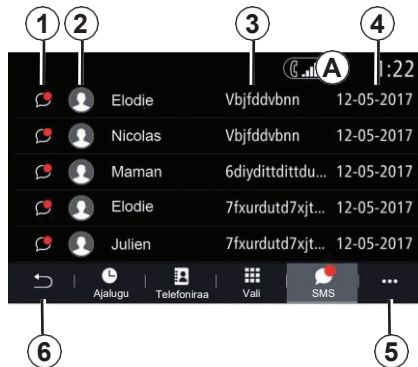 1 2 3 4
A 1:22
Elodie Vbjfddvbnn 12-05-2017
Nicolas Vbjfddvbnn 12-05-2017
Maman 6diydittdittdu... 12-05-2017
Elodie 7fxurdutd7xjt... 12-05-2017
Julien 7fxurdutd7xjt... 12-05-2017
Ajalugu Telefoniraa Vali SMS ...
6 5